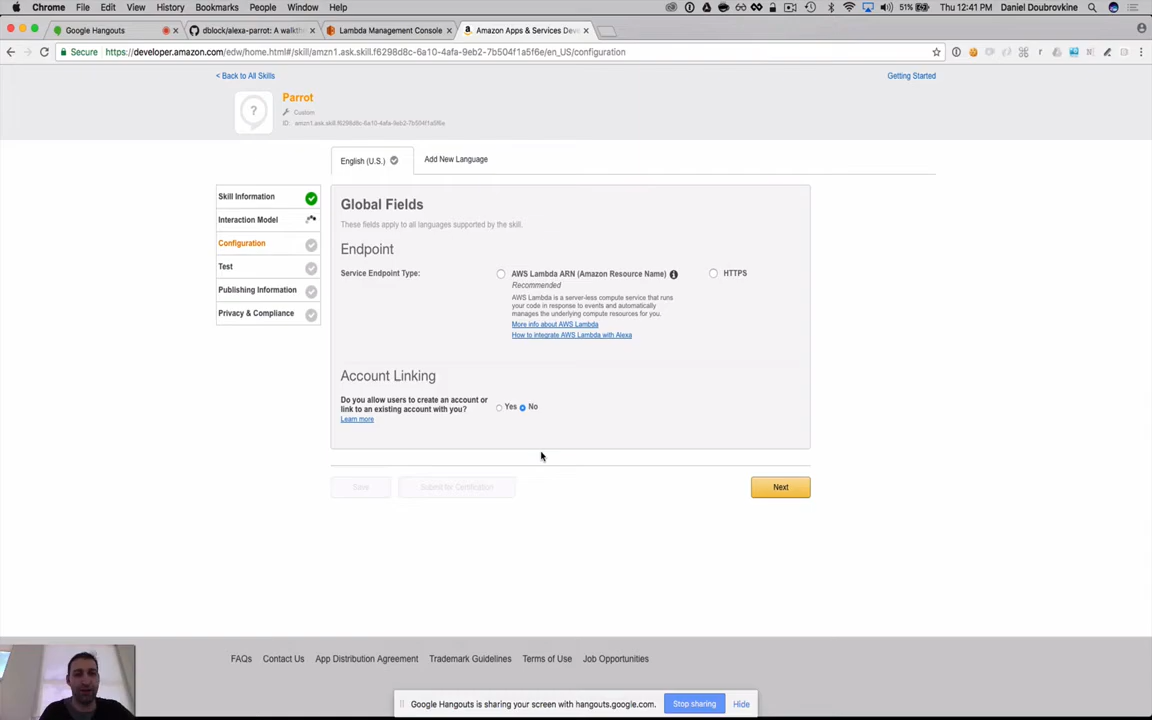 Chrome File Edit View History Bookmarks People Window Help 51% Thu 12:41 PM Daniel Doubrovkine
Google Hangouts dblock/alexa-parrot: A walkth Lambda Management Console Amazon Apps & Services Dev
Secure https://developer.amazon.com/edw/home.html#/skill/amzn1.ask.skill.f6298d8c-6a10-4afa-9eb2-7b504f1a5f6e/en_US/configuration
< Back to All Skills Getting Started
Parrot
Custom
ID: amzn1.ask.skill.f6298d8c-6a10-4afa-9eb2-7b504f1a5f6e
English (U.S.) Add New Language
Skill Information
Interaction Model
Configuration
Test
Publishing Information
Privacy & Compliance
Global Fields
These fields apply to all languages supported by the skill.
Endpoint
Service Endpoint Type: AWS Lambda ARN (Amazon Resource Name) HTTPS
Recommended
AWS Lambda is a server-less compute service that runs
your code in response to events and automatically
manages the underlying compute resources for you.
More info about AWS Lambda
How to integrate AWS Lambda with Alexa
Account Linking
Do you allow users to create an account or
link to an existing account with you? Yes No
Learn more
Save Submit for Certification Next
FAQs Contact Us App Distribution Agreement Trademark Guidelines Terms of Use Job Opportunities
Google Hangouts is sharing your screen with hangouts.google.com. Stop sharing Hide